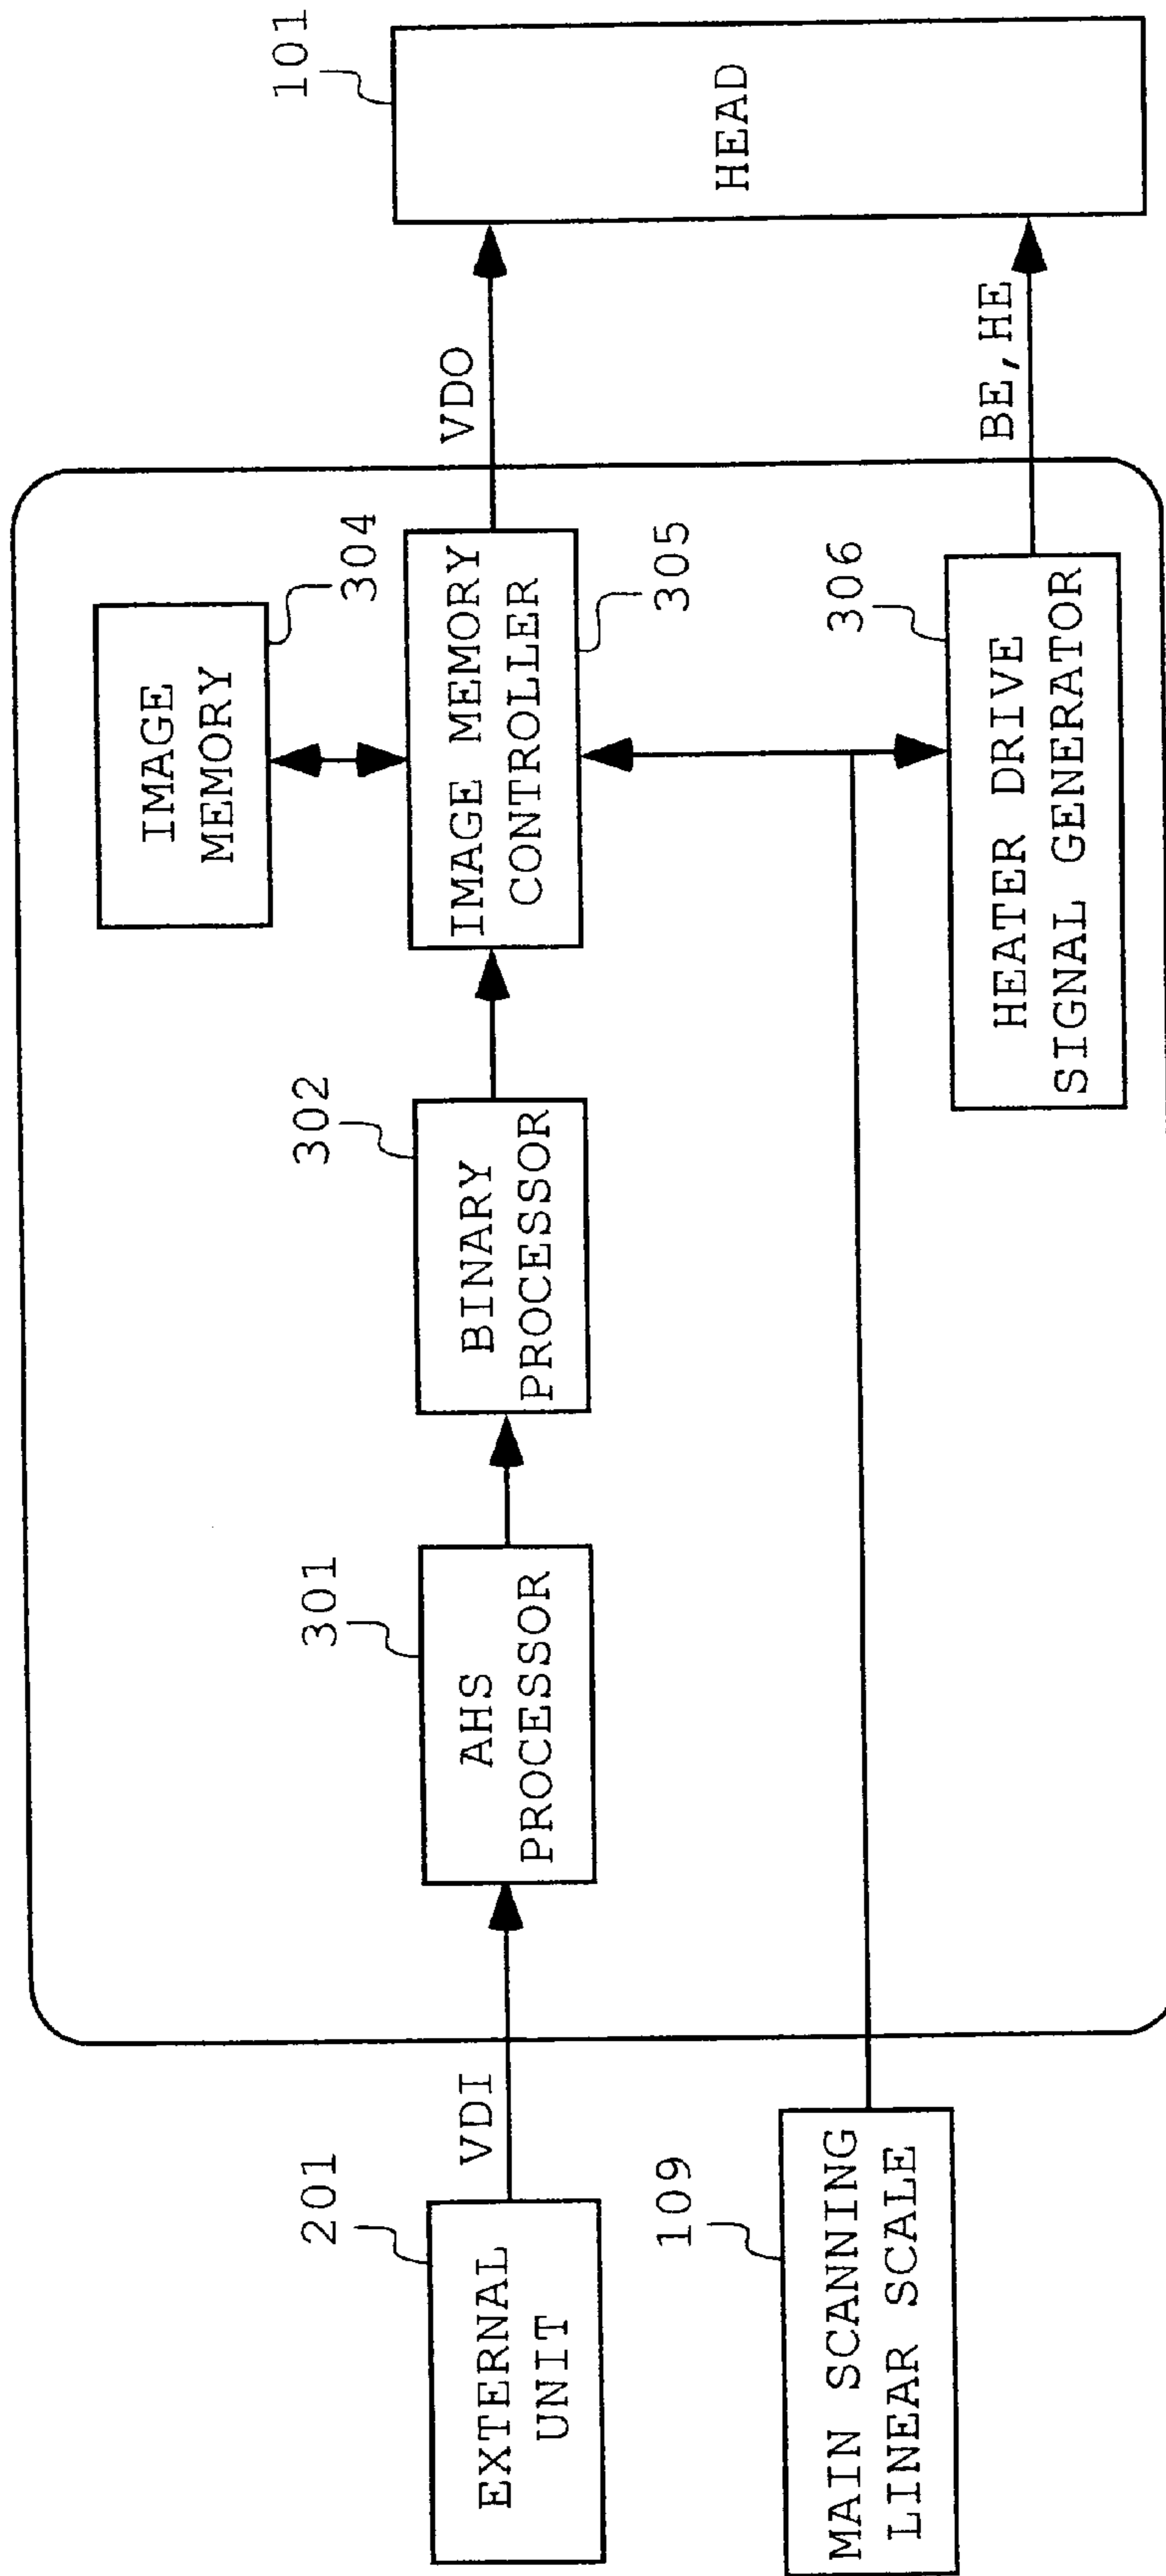 201
EXTERNAL
UNIT
VDI
301
AHS
PROCESSOR
302
BINARY
PROCESSOR
IMAGE
MEMORY
304
IMAGE MEMORY
CONTROLLER
305
VDO
101
HEAD
109
MAIN SCANNING
LINEAR SCALE
306
HEATER DRIVE
SIGNAL GENERATOR
BE,HE